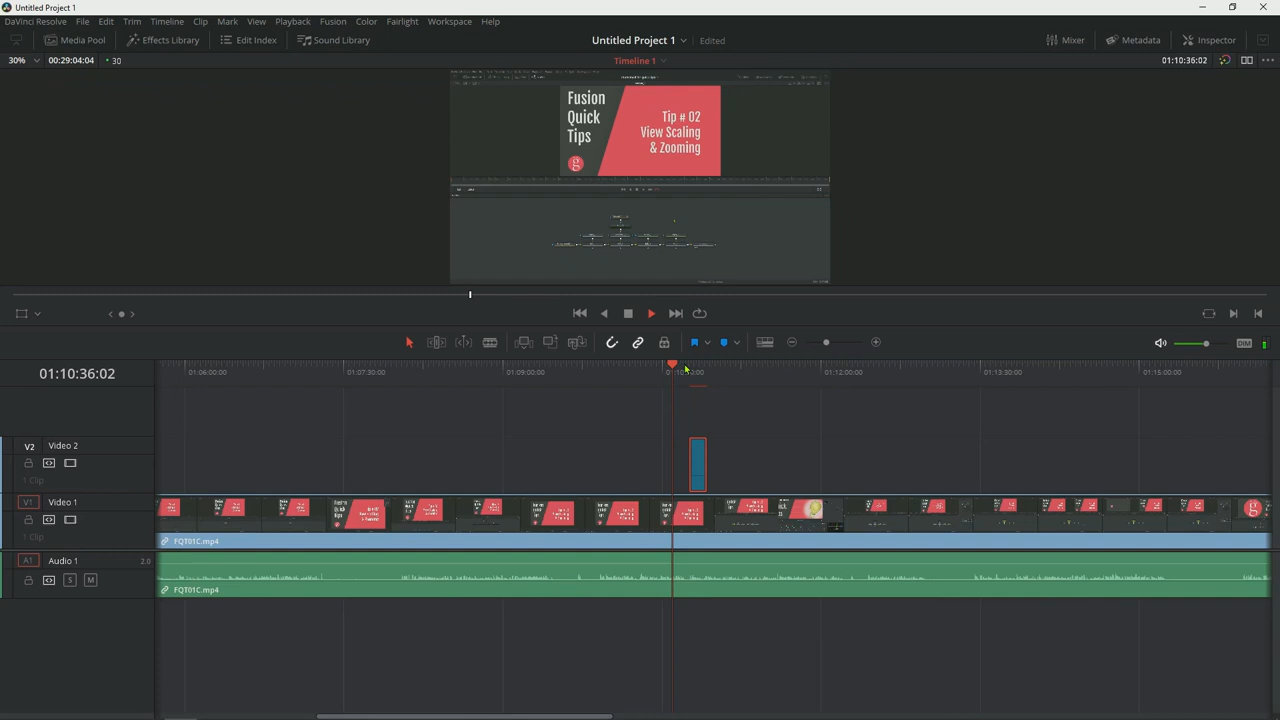 Untitled Project 1
DaVinci Resolve File Edit Trim Timeline Clip Mark View Playback Fusion Color Fairlight Workspace Help
Media Pool Effects Library Edit Index Sound Library Untitled Project 1 Edited Mixer Metadata Inspector
30% 00:29:04:04 30 Timeline 1 01:10:36:02
Fusion
Quick
Tips
Tip # 02
View Scaling
& Zooming
g
DIM
01:10:36:02 01:06:00:00 01:07:30:00 01:09:00:00 01:12:00:00 01:13:30:00 01:15:00:00
V2 Video 2
1 Clip
V1 Video 1
1 Clip
FQT01C.mp4
A1 Audio 1 2.0
S M
FQT01C.mp4